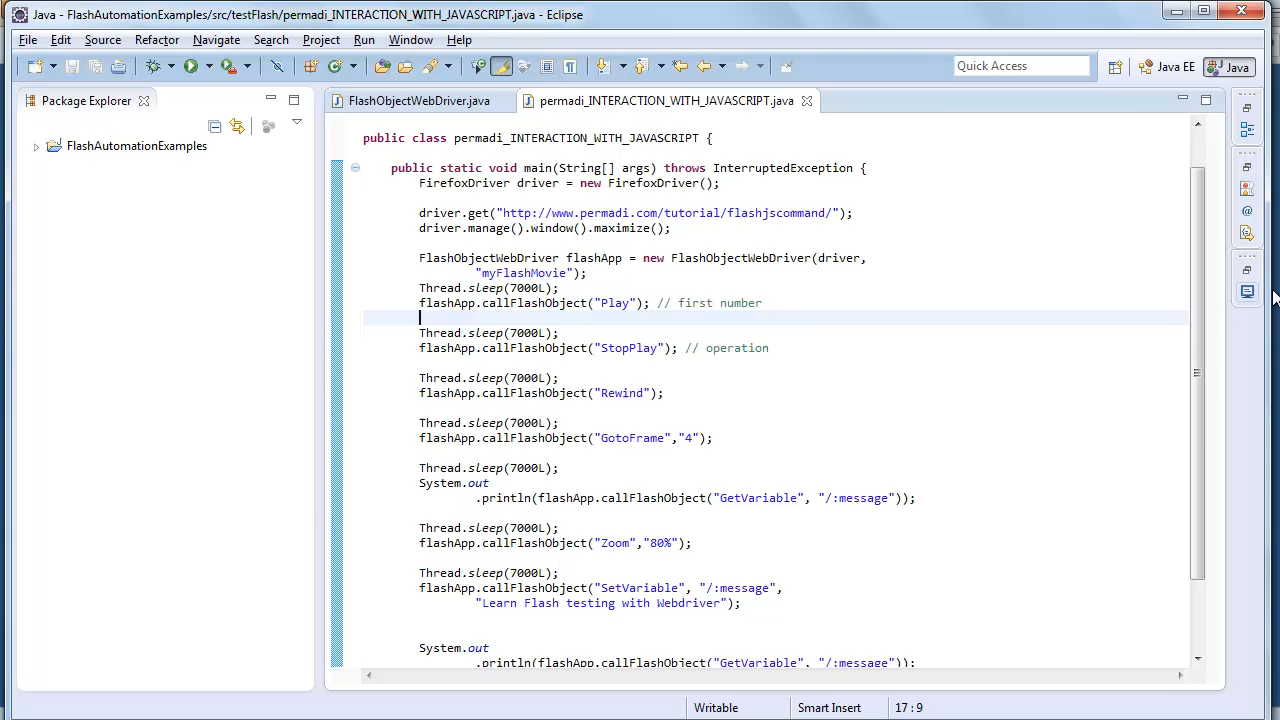 Java - FlashAutomationExamples/src/testFlash/permadi_INTERACTION_WITH_JAVASCRIPT.java - Eclipse
File Edit Source Refactor Navigate Search Project Run Window Help
Quick Access Java EE Java
Package Explorer
FlashAutomationExamples
FlashObjectWebDriver.java permadi_INTERACTION_WITH_JAVASCRIPT.java
public class permadi_INTERACTION_WITH_JAVASCRIPT {
public static void main(String[] args) throws InterruptedException {
FirefoxDriver driver = new FirefoxDriver();
driver.get("http://www.permadi.com/tutorial/flashjscommand/");
driver.manage().window().maximize();
FlashObjectWebDriver flashApp = new FlashObjectWebDriver(driver,
"myFlashMovie");
Thread.sleep(7000L);
flashApp.callFlashObject("Play"); // first number
Thread.sleep(7000L);
flashApp.callFlashObject("StopPlay"); // operation
Thread.sleep(7000L);
flashApp.callFlashObject("Rewind");
Thread.sleep(7000L);
flashApp.callFlashObject("GotoFrame","4");
Thread.sleep(7000L);
System.out
.println(flashApp.callFlashObject("GetVariable", "/:message"));
Thread.sleep(7000L);
flashApp.callFlashObject("Zoom","80%");
Thread.sleep(7000L);
flashApp.callFlashObject("SetVariable", "/:message",
"Learn Flash testing with Webdriver");
System.out
.println(flashApp.callFlashObject("GetVariable", "/:message"));
Writable Smart Insert 17 : 9